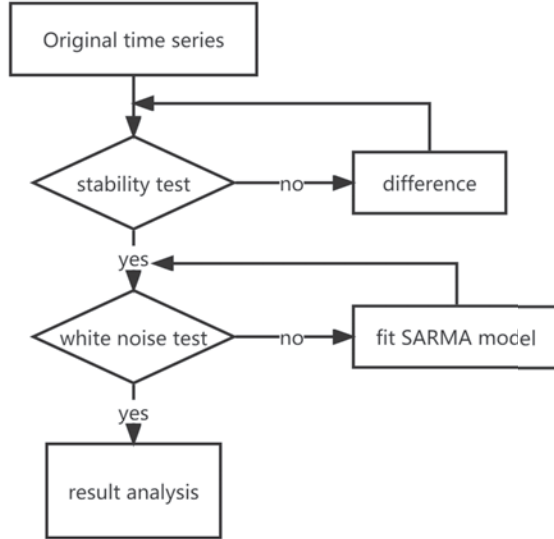 Original time series
stability test
no
difference
yes
white noise test
no
fit SARMA model
yes
result analysis